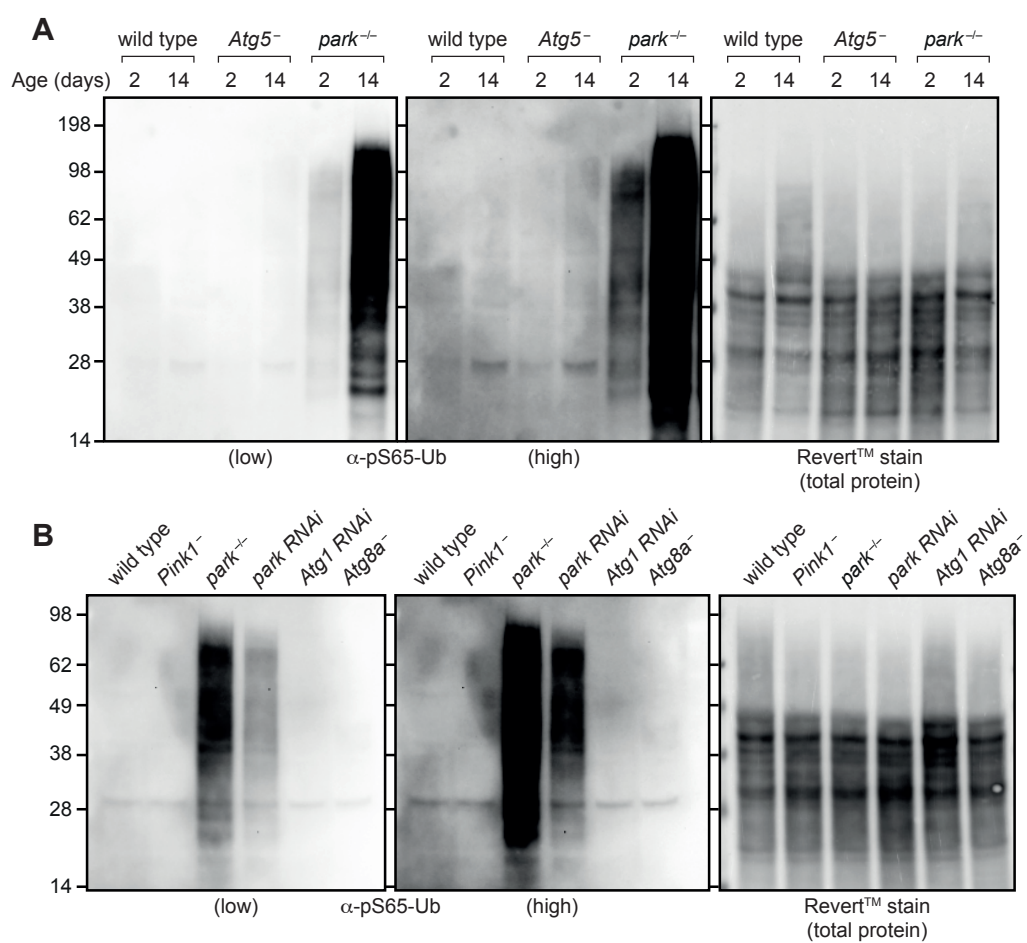 A
wild type Atg5⁻ park⁻/⁻ wild type Atg5⁻ park⁻/⁻ wild type Atg5⁻ park⁻/⁻
Age (days) 2 14 2 14 2 14 2 14 2 14 2 14 2 14 2 14 2 14
198
98
62
49
38
28
14
(low) α-pS65-Ub (high) Revert™ stain
(total protein)
B
wild type Pink1⁻ park⁻/⁻ park RNAi Atg1 RNAi Atg8a⁻ wild type Pink1⁻ park⁻/⁻ park RNAi Atg1 RNAi Atg8a⁻ wild type Pink1⁻ park⁻/⁻ park RNAi Atg1 RNAi Atg8a⁻
98
62
49
38
28
14
(low) α-pS65-Ub (high) Revert™ stain
(total protein)